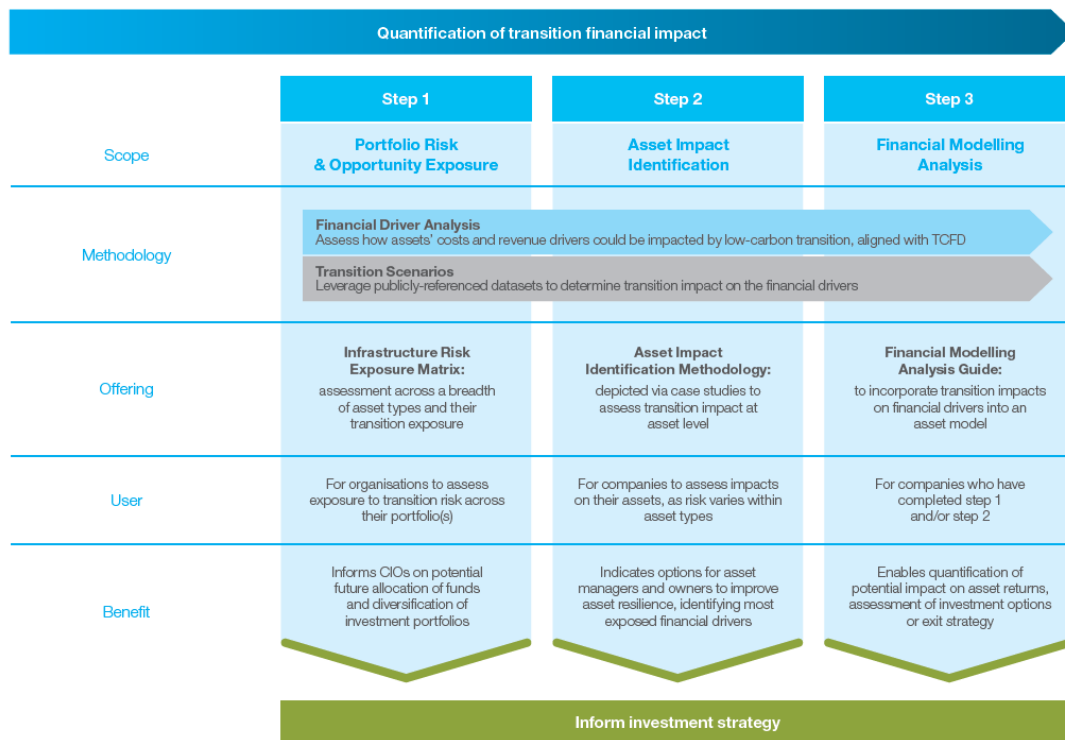 Quantification of transition financial impact
Step 1
Step 2
Step 3
Scope
Portfolio Risk
& Opportunity Exposure
Asset Impact
Identification
Financial Modelling
Analysis
Methodology
Financial Driver Analysis
Assess how assets' costs and revenue drivers could be impacted by low-carbon transition, aligned with TCFD
Transition Scenarios
Leverage publicly-referenced datasets to determine transition impact on the financial drivers
Offering
Infrastructure Risk
Exposure Matrix:
assessment across a breadth
of asset types and their
transition exposure
Asset Impact
Identification Methodology:
depicted via case studies to
assess transition impact at
asset level
Financial Modelling
Analysis Guide:
to incorporate transition impacts
on financial drivers into an
asset model
User
For organisations to assess
exposure to transition risk across
their portfolio(s)
For companies to assess impacts
on their assets, as risk varies within
asset types
For companies who have
completed step 1
and/or step 2
Benefit
Informs CIOs on potential
future allocation of funds
and diversification of
investment portfolios
Indicates options for asset
managers and owners to improve
asset resilience, identifying most
exposed financial drivers
Enables quantification of
potential impact on asset returns,
assessment of investment options
or exit strategy
Inform investment strategy